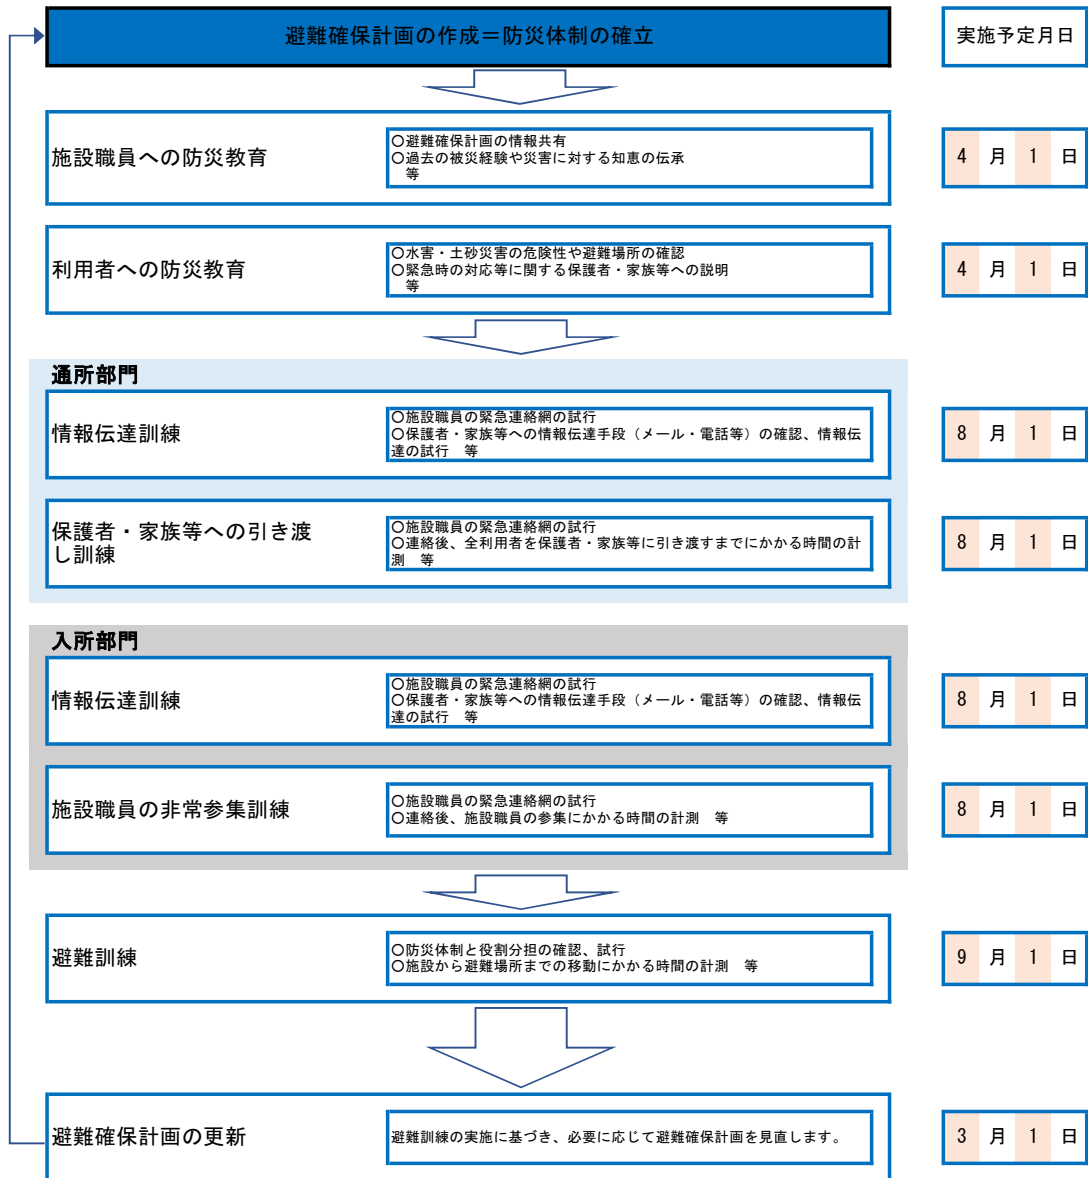 避難確保計画の作成＝防災体制の確立
実施予定月日
施設職員への防災教育
○避難確保計画の情報共有
○過去の被災経験や災害に対する知恵の伝承
等
4 月 1 日
利用者への防災教育
○水害・土砂災害の危険性や避難場所の確認
○緊急時の対応等に関する保護者・家族等への説明
等
4 月 1 日
通所部門
情報伝達訓練
○施設職員の緊急連絡網の試行
○保護者・家族等への情報伝達手段（メール・電話等）の確認、情報伝
達の試行　等
8 月 1 日
保護者・家族等への引き渡
し訓練
○施設職員の緊急連絡網の試行
○連絡後、全利用者を保護者・家族等に引き渡すまでにかかる時間の計
測　等
8 月 1 日
入所部門
情報伝達訓練
○施設職員の緊急連絡網の試行
○保護者・家族等への情報伝達手段（メール・電話等）の確認、情報伝
達の試行　等
8 月 1 日
施設職員の非常参集訓練
○施設職員の緊急連絡網の試行
○連絡後、施設職員の参集にかかる時間の計測　等
8 月 1 日
避難訓練
○防災体制と役割分担の確認、試行
○施設から避難場所までの移動にかかる時間の計測　等
9 月 1 日
避難確保計画の更新
避難訓練の実施に基づき、必要に応じて避難確保計画を見直します。
3 月 1 日